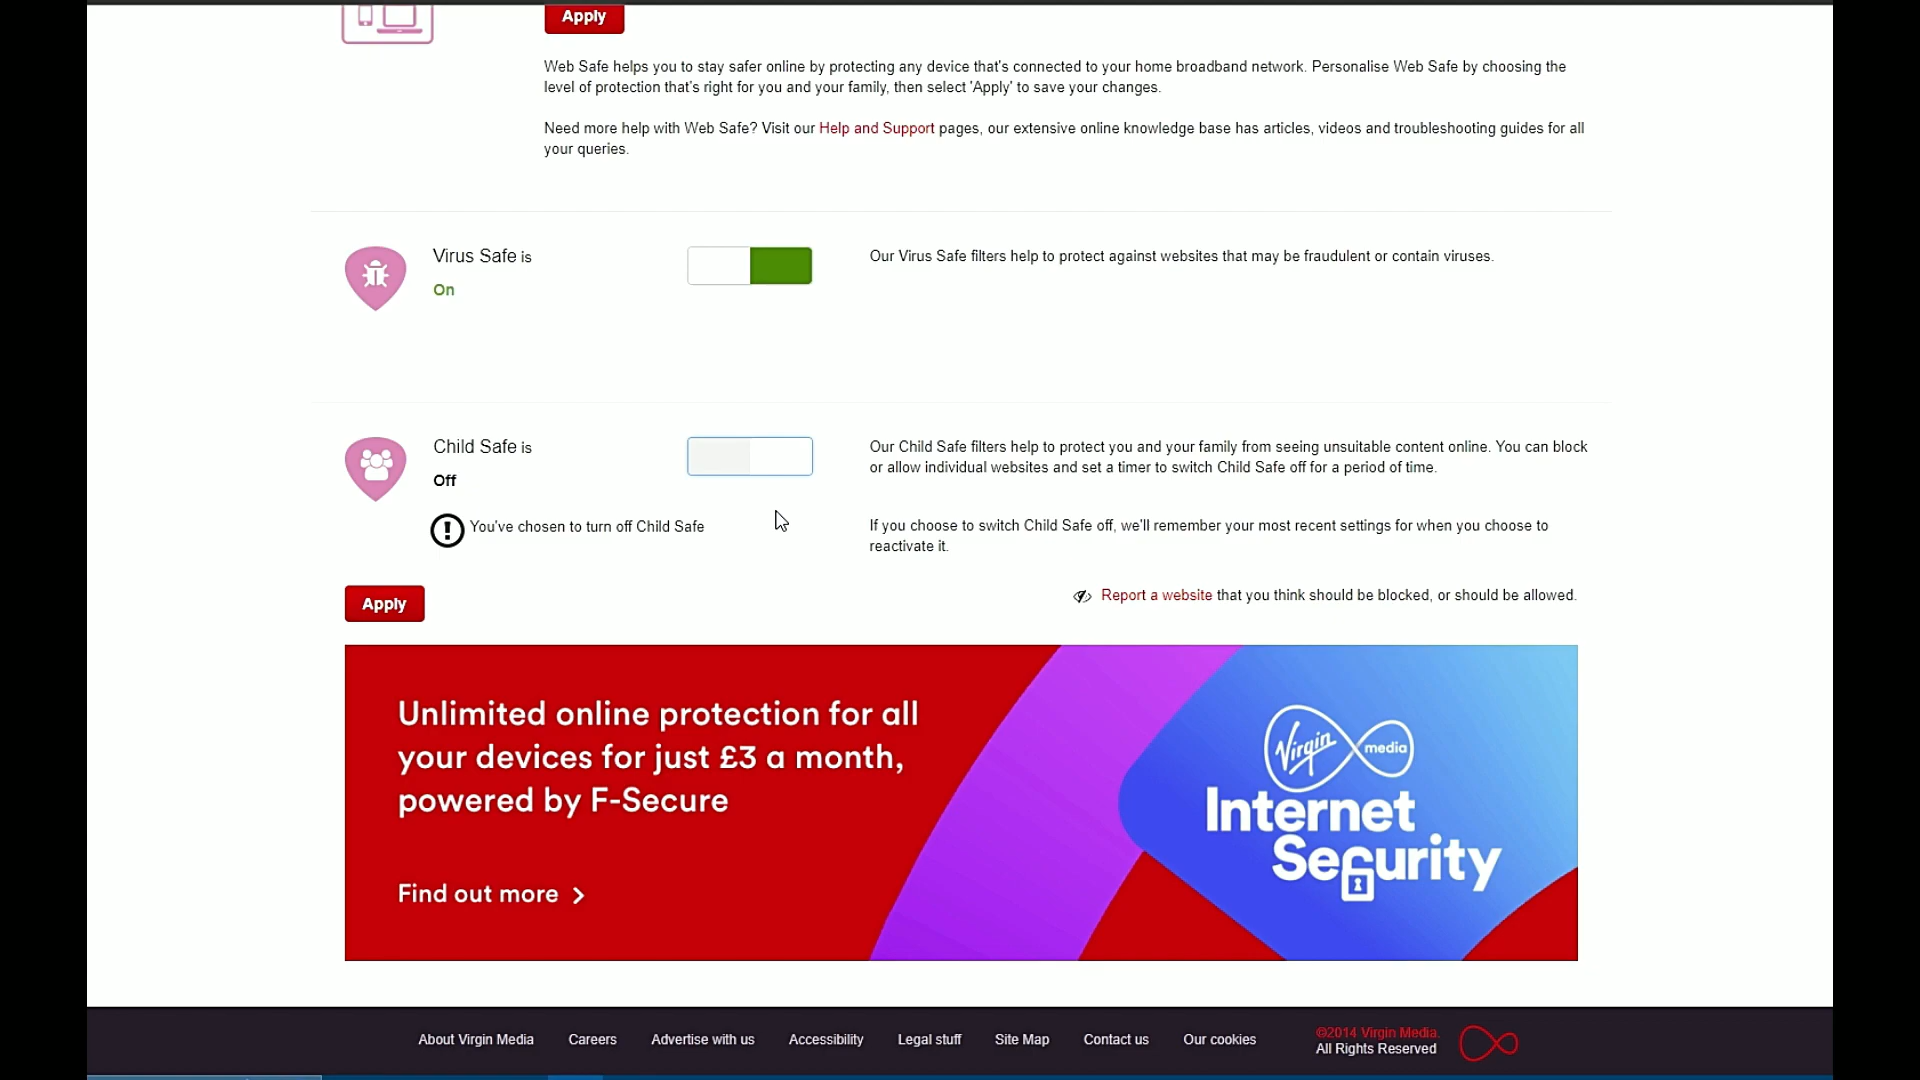 Apply
Web Safe helps you to stay safer online by protecting any device that's connected to your home broadband network. Personalise Web Safe by choosing the
level of protection that's right for you and your family, then select 'Apply' to save your changes.
Need more help with Web Safe? Visit our Help and Support pages, our extensive online knowledge base has articles, videos and troubleshooting guides for all
your queries.
Virus Safe is
On
Our Virus Safe filters help to protect against websites that may be fraudulent or contain viruses.
Child Safe is
Off
Our Child Safe filters help to protect you and your family from seeing unsuitable content online. You can block
or allow individual websites and set a timer to switch Child Safe off for a period of time.
You've chosen to turn off Child Safe
If you choose to switch Child Safe off, we'll remember your most recent settings for when you choose to
reactivate it.
Apply
Report a website that you think should be blocked, or should be allowed.
Unlimited online protection for all
your devices for just £3 a month,
powered by F-Secure
Find out more
Virgin media
Internet
Security
About Virgin Media Careers Advertise with us Accessibility Legal stuff Site Map Contact us Our cookies
©2014 Virgin Media.
All Rights Reserved